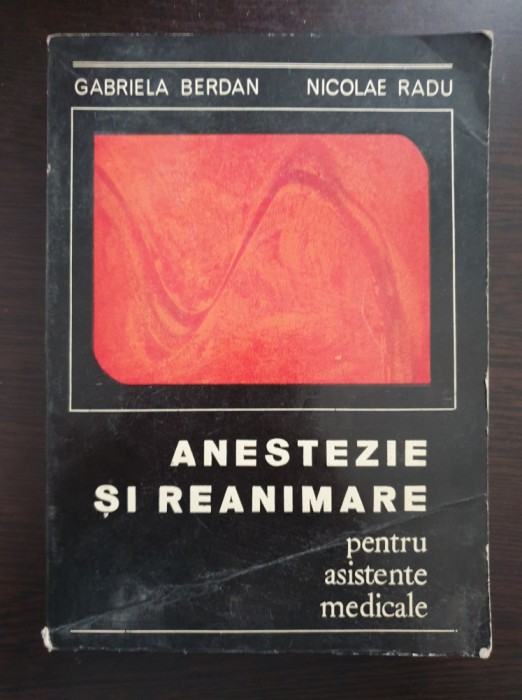 GABRIELA BERDAN NICOLAE RADU
ANESTEZIE
ȘI REANIMARE
pentru
asistente
medicale